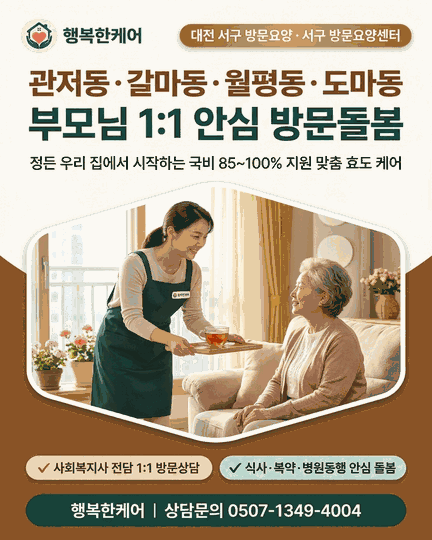 행복한케어
대전 서구 방문요양 · 서구 방문요양센터
관저동 · 갈마동 · 월평동 · 도마동
부모님 1:1 안심 방문돌봄
정든 우리 집에서 시작하는 국비 85~100% 지원 맞춤 효도 케어
사회복지사 전담 1:1 방문상담
식사 · 복약 · 병원동행 안심 돌봄
행복한케어 | 상담문의 0507-1349-4004